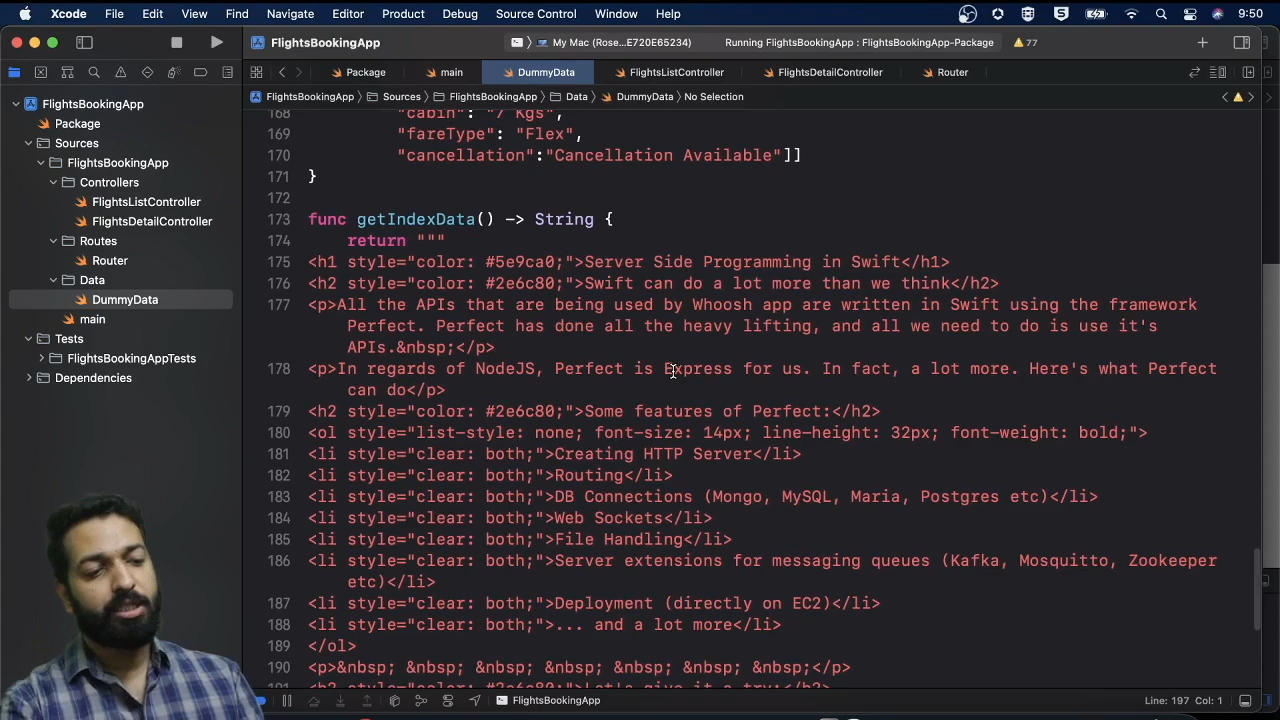 Xcode File Edit View Find Navigate Editor Product Debug Source Control Window Help 9:50
FlightsBookingApp My Mac (Rose...E720E65234) Running FlightsBookingApp : FlightsBookingApp-Package 77
Package main DummyData FlightsListController FlightsDetailController Router
FlightsBookingApp Sources FlightsBookingApp Data DummyData No Selection
FlightsBookingApp
Package
Sources
FlightsBookingApp
Controllers
FlightsListController
FlightsDetailController
Routes
Router
Data
DummyData
main
Tests
FlightsBookingAppTests
Dependencies
168 "cabin": "7 Kgs",
169 "fareType": "Flex",
170 "cancellation":"Cancellation Available"]]
171 }
172
173 func getIndexData() -> String {
174 return """
175 <h1 style="color: #5e9ca0;">Server Side Programming in Swift</h1>
176 <h2 style="color: #2e6c80;">Swift can do a lot more than we think</h2>
177 <p>All the APIs that are being used by Whoosh app are written in Swift using the framework
Perfect. Perfect has done all the heavy lifting, and all we need to do is use it's
APIs.&nbsp;</p>
178 <p>In regards of NodeJS, Perfect is Express for us. In fact, a lot more. Here's what Perfect
can do</p>
179 <h2 style="color: #2e6c80;">Some features of Perfect:</h2>
180 <ol style="list-style: none; font-size: 14px; line-height: 32px; font-weight: bold;">
181 <li style="clear: both;">Creating HTTP Server</li>
182 <li style="clear: both;">Routing</li>
183 <li style="clear: both;">DB Connections (Mongo, MySQL, Maria, Postgres etc)</li>
184 <li style="clear: both;">Web Sockets</li>
185 <li style="clear: both;">File Handling</li>
186 <li style="clear: both;">Server extensions for messaging queues (Kafka, Mosquitto, Zookeeper
etc)</li>
187 <li style="clear: both;">Deployment (directly on EC2)</li>
188 <li style="clear: both;">... and a lot more</li>
189 </ol>
190 <p>&nbsp; &nbsp; &nbsp; &nbsp; &nbsp; &nbsp; &nbsp;</p>
191 <h2 style="color: #2e6c80;">Let's give it a try:</h2>
FlightsBookingApp Line: 197 Col: 1